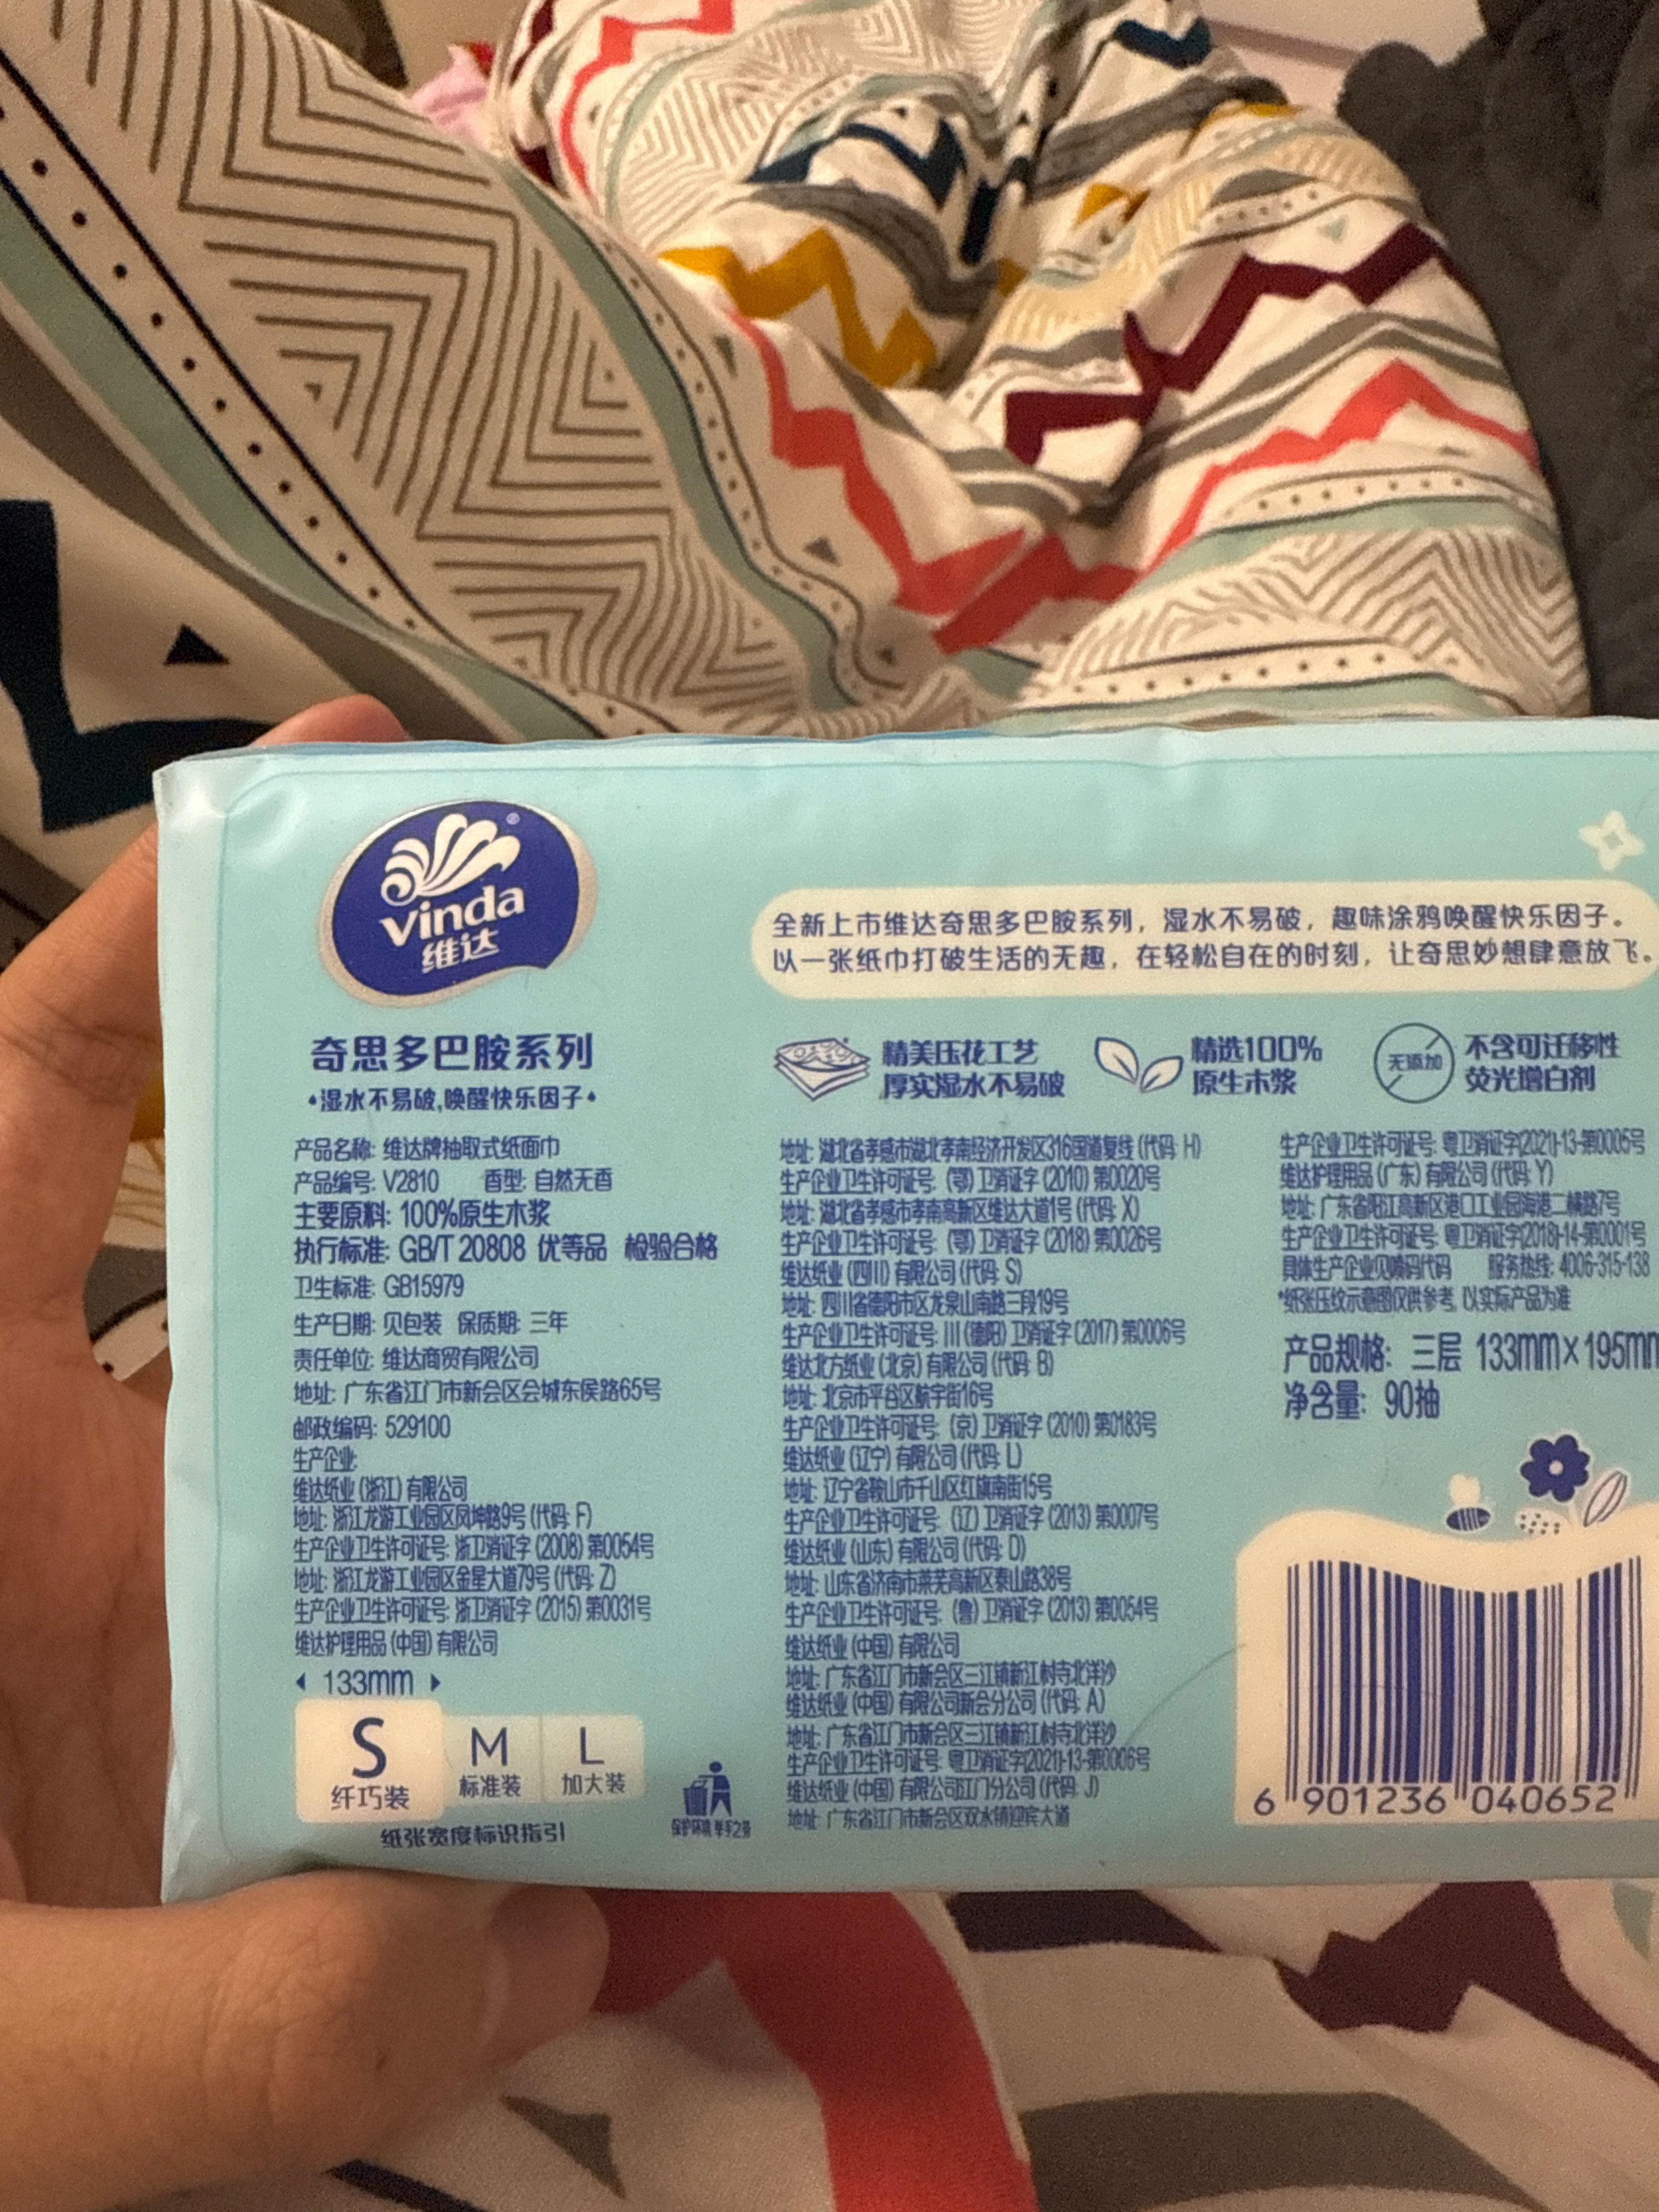 vinda
维达
全新上市维达奇思多巴胺系列，湿水不易破，趣味涂鸦唤醒快乐因子。
以一张纸巾打破生活的无趣，在轻松自在的时刻，让奇思妙想肆意放飞。
奇思多巴胺系列
湿水不易破,唤醒快乐因子
精美压花工艺
厚实湿水不易破
精选100%
原生木浆
无添加
不含可迁移性
荧光增白剂
产品名称: 维达牌抽取式纸面巾
产品编号: V2810 香型: 自然无香
主要原料: 100%原生木浆
执行标准: GB/T 20808 优等品 检验合格
卫生标准: GB15979
生产日期: 见包装 保质期: 三年
责任单位: 维达商贸有限公司
地址: 广东省江门市新会区会城东侯路65号
邮政编码: 529100
生产企业:
维达纸业 (浙江) 有限公司
地址: 浙江龙游工业园区凤坤路9号 (代码: F)
生产企业卫生许可证号: 浙卫消证字 (2008) 第0054号
地址: 浙江龙游工业园区金星大道79号 (代码: Z)
生产企业卫生许可证号: 浙卫消证字 (2015) 第0031号
维达护理用品 (中国) 有限公司
133mm
S
纤巧装
M
标准装
L
加大装
纸张宽度标识指引
地址: 湖北省孝感市湖北孝南经济开发区316国道复线 (代码: H)
生产企业卫生许可证号: (鄂) 卫消证字 (2010) 第0020号
地址: 湖北省孝感市孝南高新区维达大道1号 (代码: X)
生产企业卫生许可证号: (鄂) 卫消证字 (2018) 第0026号
维达纸业 (四川) 有限公司 (代码: S)
地址: 四川省德阳市区龙泉山南路三段19号
生产企业卫生许可证号: 川 (德阳) 卫消证字 (2017) 第0006号
维达北方纸业 (北京) 有限公司 (代码: B)
地址: 北京市平谷区航宇街16号
生产企业卫生许可证号: (京) 卫消证字 (2010) 第0183号
维达纸业 (辽宁) 有限公司 (代码: L)
地址: 辽宁省鞍山市千山区红旗南街15号
生产企业卫生许可证号: (辽) 卫消证字 (2013) 第0007号
维达纸业 (山东) 有限公司 (代码: D)
地址: 山东省济南市莱芜高新区泰山路38号
生产企业卫生许可证号: (鲁) 卫消证字 (2013) 第0054号
维达纸业 (中国) 有限公司
地址: 广东省江门市新会区三江镇新江村寺北洋沙
维达纸业 (中国) 有限公司新会分公司 (代码: A)
地址: 广东省江门市新会区三江镇新江村寺北洋沙
生产企业卫生许可证号: 粤卫消证字[2021]-13-第0006号
维达纸业 (中国) 有限公司江门分公司 (代码: J)
地址: 广东省江门市新会区双水镇迎宾大道
生产企业卫生许可证号: 粤卫消证字[2021]-13-第0005号
维达护理用品 (广东) 有限公司 (代码: Y)
地址: 广东省阳江高新区港口工业园海港二横路7号
生产企业卫生许可证号: 粤卫消证字[2018]-14-第0001号
具体生产企业见喷码代码 服务热线: 4006-315-138
*纸张压纹示意图仅供参考, 以实际产品为准
产品规格: 三层 133mm×195mm
净含量: 90抽
6 901236 040652